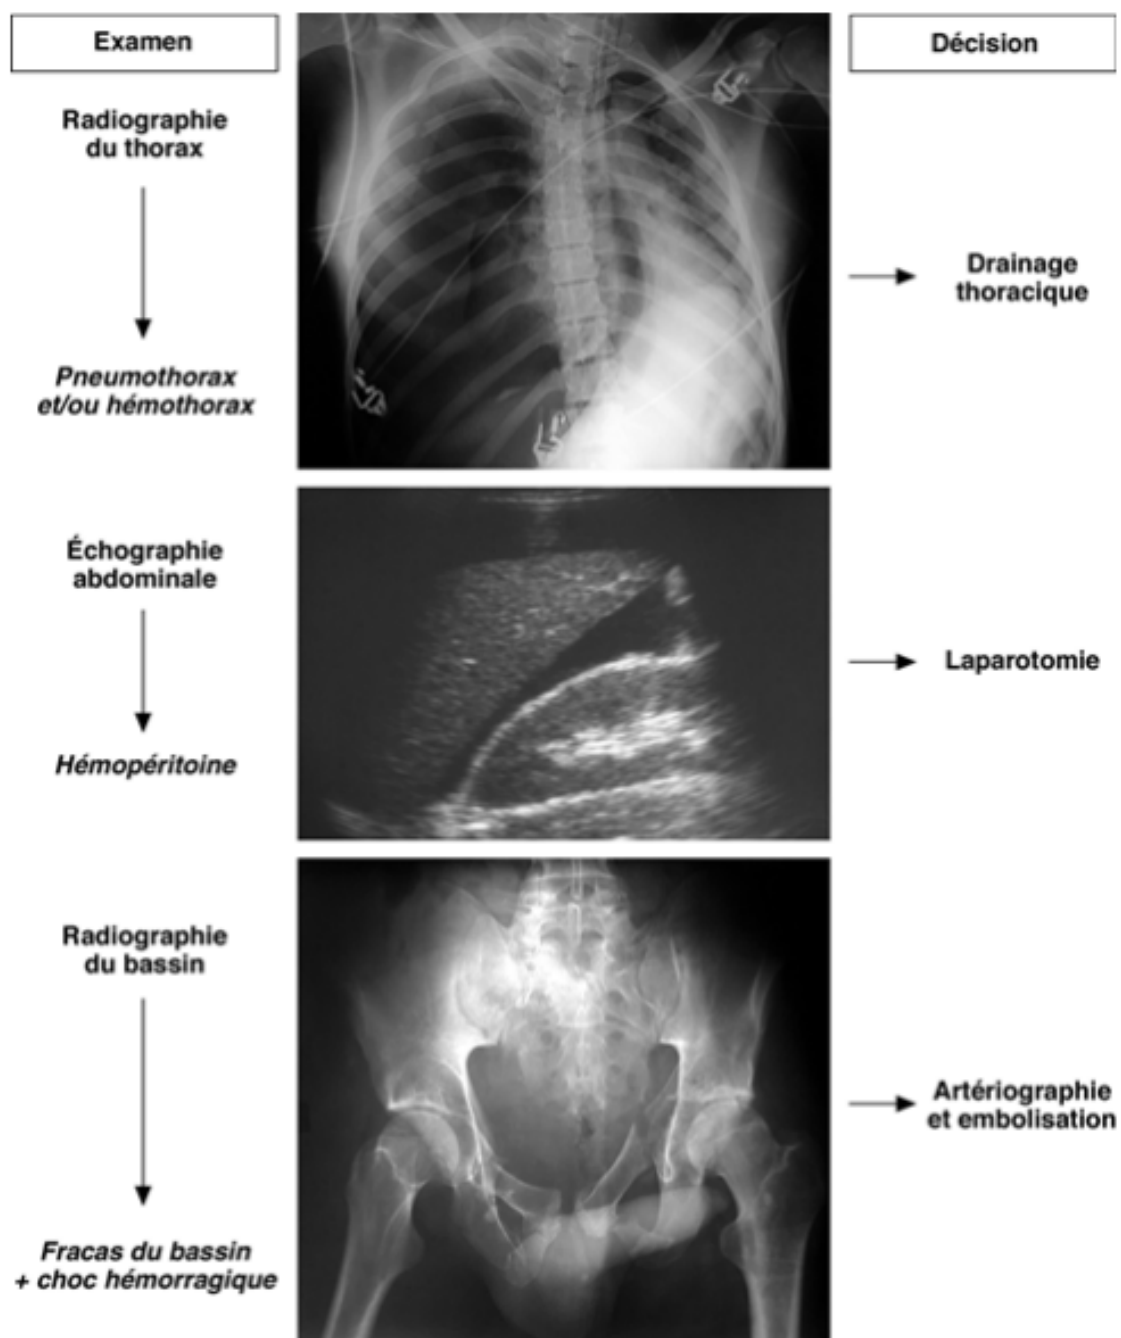 Examen
Décision
Radiographie
du thorax
Pneumothorax
et/ou hémothorax
Drainage
thoracique
Échographie
abdominale
Hémopéritoine
Laparotomie
Radiographie
du bassin
Fracas du bassin
+ choc hémorragique
Artériographie
et embolisation